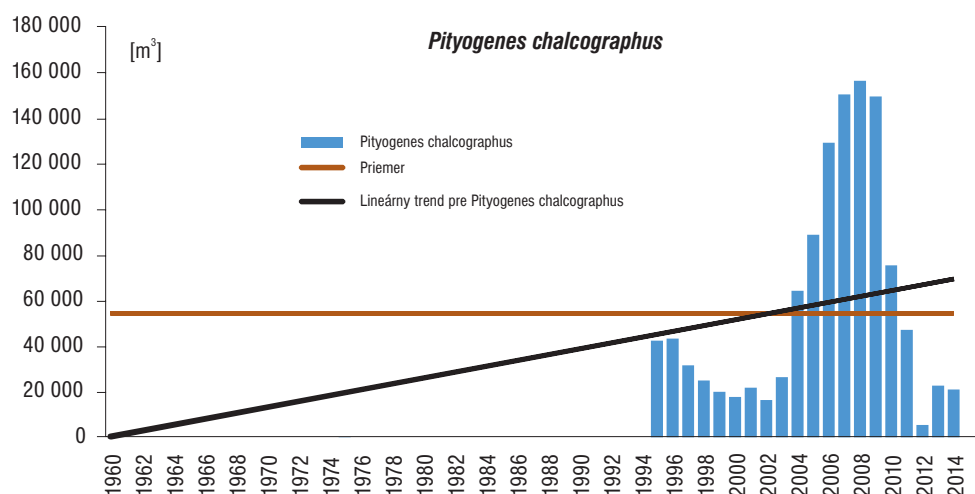 Pityogenes chalcographus
[m³]
180 000
160 000
140 000
120 000
100 000
80 000
60 000
40 000
20 000
0
Pityogenes chalcographus
Priemer
Lineárny trend pre Pityogenes chalcographus
1960 1962 1964 1966 1968 1970 1972 1974 1976 1978 1980 1982 1984 1986 1988 1990 1992 1994 1996 1998 2000 2002 2004 2006 2008 2010 2012 2014